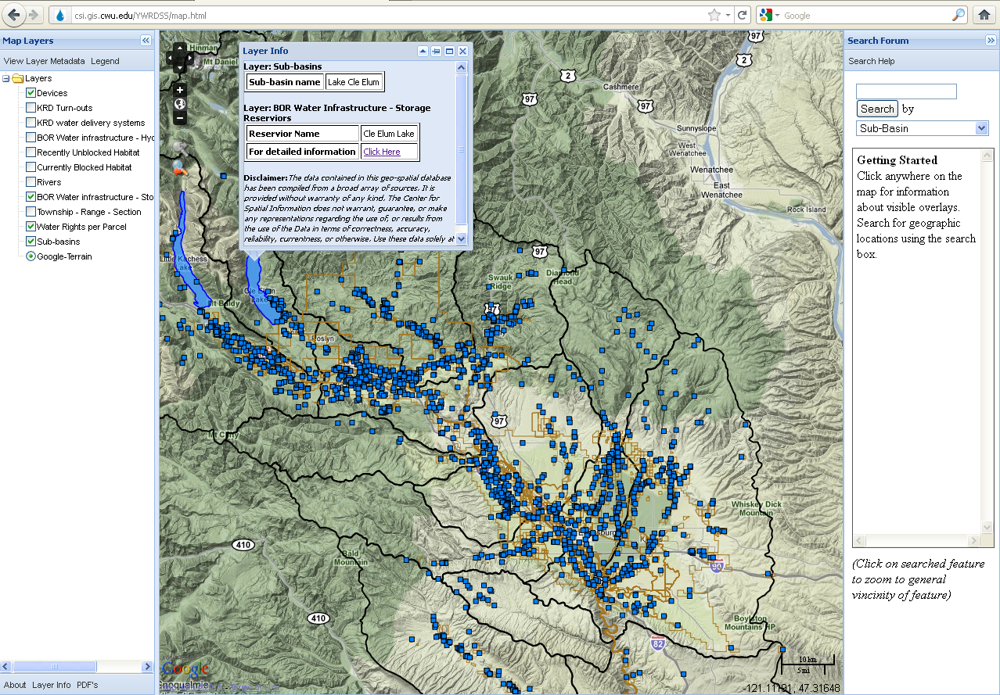 csi.gis.cwu.edu/YWRDSS/map.html
Google
Map Layers
View Layer Metadata Legend
Layers
Devices
KRD Turn-outs
KRD water delivery systems
BOR Water infrastructure - Hyd
Recently Unblocked Habitat
Currently Blocked Habitat
Rivers
BOR Water infrastructure - Sto
Township - Range - Section
Water Rights per Parcel
Sub-basins
Google-Terrain
About Layer Info PDF's
Layer Info
Layer: Sub-basins
Sub-basin name Lake Cle Elum
Layer: BOR Water Infrastructure - Storage
Reserviors
Reservior Name Cle Elum Lake
For detailed information Click Here
Disclaimer: The data contained in this geo-spatial database
has been compiled from a broad array of sources. It is
provided without warranty of any kind. The Center for
Spatial Information does not warrant, guarantee, or make
any representations regarding the use of, or results from
the use of the Data in terms of correctness, accuracy,
reliability, currentness, or otherwise. Use these data solely at
Hinman
Mt Daniel
97
2
2
Cashmere
97
97
Sunnyslope
West
Wenatchee
Wenatchee
East
Wenatchee
Rock Island
97
Little Kachess
Lake
Swauk
Ridge
Diamond
Head
Cle Elum
Lake
Mt Baldy
97
Roslyn
97
Whiskey Dick
Mountain
410
Bald
Mountain
90
410
Boylston
Mountains HP
82
Google
Snoqualmie
10 km
5 mi
-121.11191, 47.31648
Search Forum
Search Help
Search by
Sub-Basin
Getting Started
Click anywhere on the
map for information
about visible overlays.
Search for geographic
locations using the search
box.
(Click on searched feature
to zoom to general
vincinity of feature)